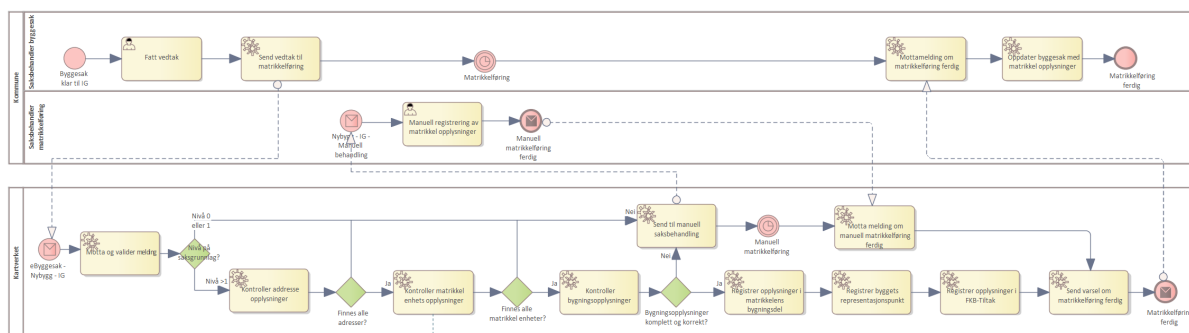 Kommune
Saksbehandler byggesak
Byggesak
klar til IG
Fatt vedtak
Send vedtak til
matrikkelføring
Matrikkelføring
Mottamelding om
matrikkelføring ferdig
Oppdater byggesak med
matrikkel opplysninger
Matrikkelføring
ferdig
Saksbehandler
matrikkelføring
Nybygg - IG -
Manuell
behandling
Manuell registrering av
matrikkel opplysninger
Manuell
matrikkelføring
ferdig
Kartverket
eByggesak -
Nybygg - IG
Motta og valider meldng
Nivå 0
eller 1
Nivå på
saksgrunnlag?
Nivå >1
Kontroller addresse
opplysninger
Finnes alle
adresser?
Ja
Kontroller matrikkel
enhets opplysninger
Finnes alle
matrikkel enheter?
Ja
Kontroller
bygningsopplysninger
Nei
Send til manuell
saksbehandling
Nei
Bygningsopplysninger
komplett og korrekt?
Ja
Manuell
matrikkelføring
Motta melding om
manuell matrikkelføring
ferdig
Registrer opplysninger i
matrikkelens
bygningsdel
Registrer byggets
representasjonspunkt
Registrer opplysninger i
FKB-Tiltak
Send varsel om
matrikkelføring ferdig
Matrikkelføring
ferdig